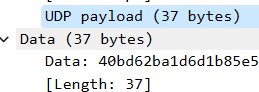 UDP payload (37 bytes)
Data (37 bytes)
Data: 40bd62ba1d6d1b85e5
[Length: 37]